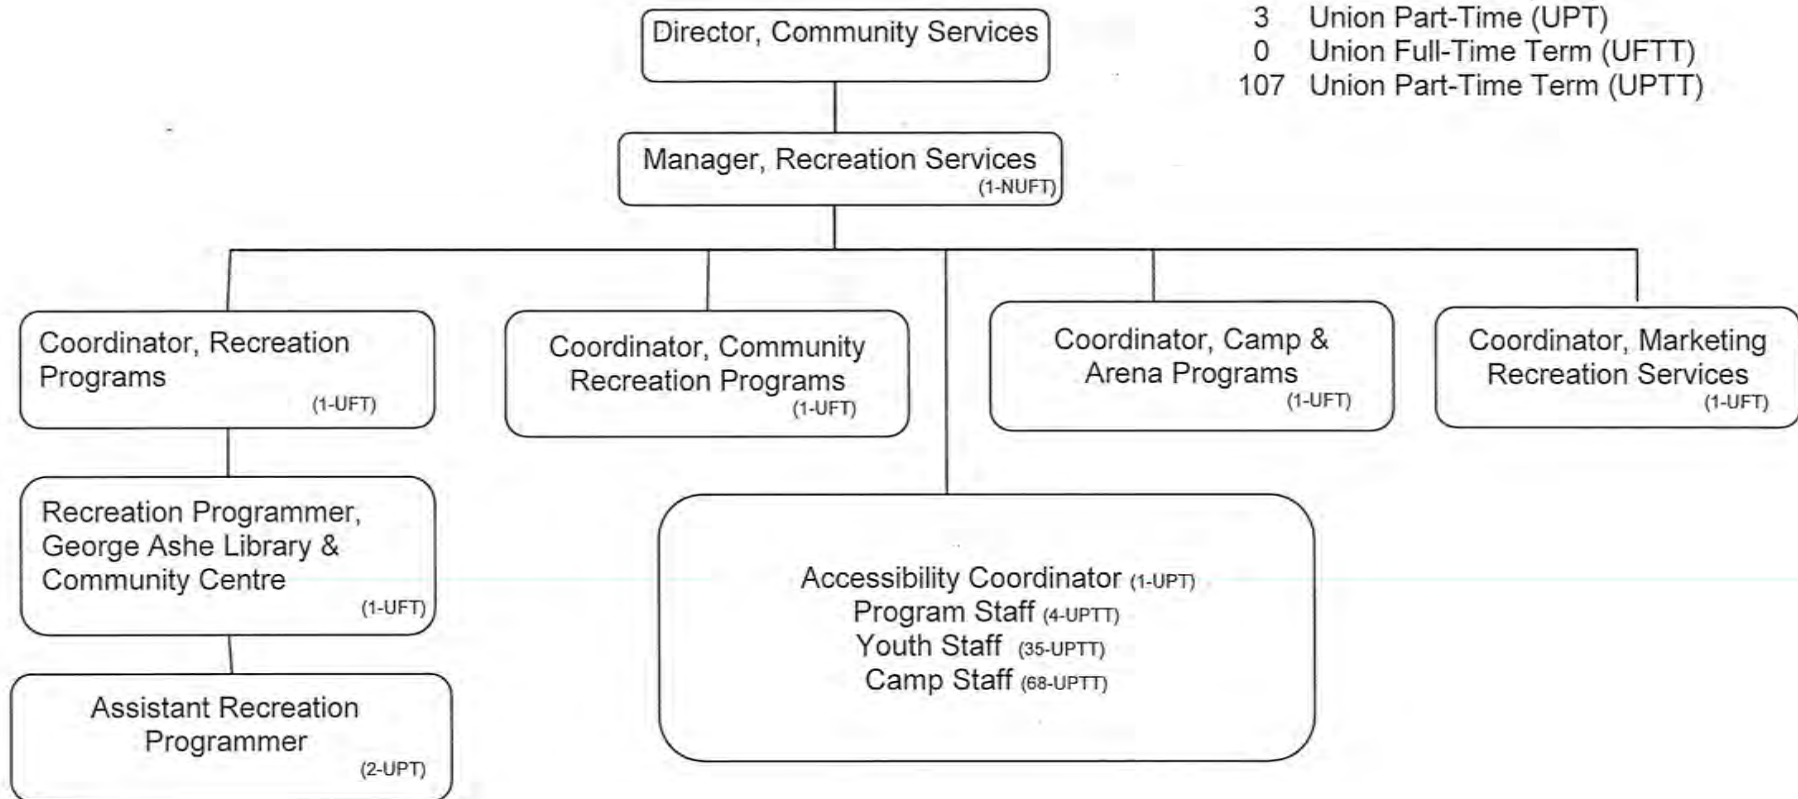 Director, Community Services
3 Union Part-Time (UPT)
0 Union Full-Time Term (UFTT)
107 Union Part-Time Term (UPTT)
Manager, Recreation Services
(1-NUFT)
Coordinator, Recreation
Programs
(1-UFT)
Coordinator, Community
Recreation Programs
(1-UFT)
Coordinator, Camp &
Arena Programs
(1-UFT)
Coordinator, Marketing
Recreation Services
(1-UFT)
Recreation Programmer,
George Ashe Library &
Community Centre
(1-UFT)
Accessibility Coordinator (1-UPT)
Program Staff (4-UPTT)
Youth Staff (35-UPTT)
Camp Staff (68-UPTT)
Assistant Recreation
Programmer
(2-UPT)